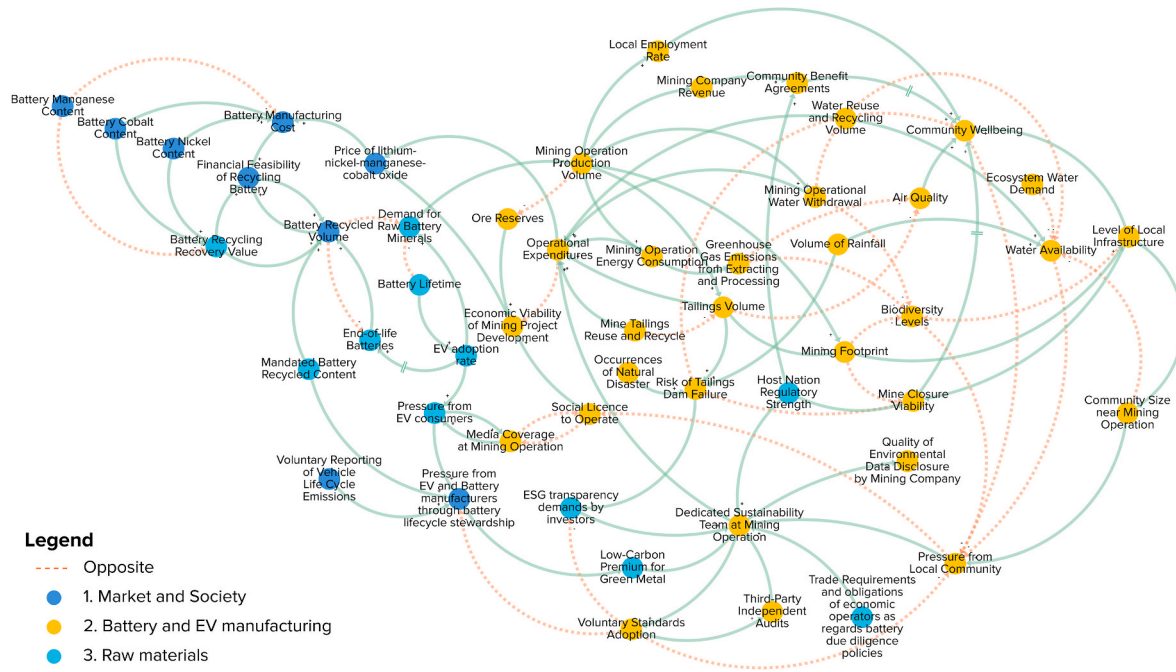 Local Employment
Rate
Mining Company
Revenue
Community Benefit
Agreements
Battery Manganese
Content
Battery Cobalt
Content
Battery Nickel
Content
Battery Manufacturing
Cost
Water Reuse
and Recycling
Volume
Community Wellbeing
Financial Feasibility
of Recycling
Battery
Price of lithium-
nickel-manganese-
cobalt oxide
Mining Operation
Production
Volume
Mining Operational
Water Withdrawal
Air Quality
Ecosystem Water
Demand
Battery Recycling
Recovery Value
Battery Recycled
Volume
Demand for
Raw Battery
Minerals
Ore Reserves
Operational
Expenditures
Mining Operation
Energy Consumption
Greenhouse
Gas Emissions
from Extracting
and Processing
Volume of Rainfall
Water Availability
Level of Local
Infrastructure
Battery Lifetime
Economic Viability
of Mining Project
Development
Tailings Volume
Biodiversity
Levels
End-of-life
Batteries
EV adoption
rate
Mine Tailings
Reuse and Recycle
Mining Footprint
Mandated Battery
Recycled Content
Occurrences
of Natural
Disaster
Risk of Tailings
Dam Failure
Host Nation
Regulatory
Strength
Mine Closure
Viability
Community Size
near Mining
Operation
Pressure from
EV consumers
Social Licence
to Operate
Media Coverage
at Mining Operation
Quality of
Environmental
Data Disclosure
by Mining Company
Voluntary Reporting
of Vehicle
Life Cycle
Emissions
Pressure from
EV and Battery
manufacturers
through battery
lifecycle stewardship
ESG transparency
demands by
investors
Dedicated Sustainability
Team at Mining
Operation
Low-Carbon
Premium for
Green Metal
Pressure from
Local Community
Third-Party
Independent
Audits
Trade Requirements
and obligations
of economic
operators as
regards battery
due diligence
policies
Voluntary Standards
Adoption
Legend
Opposite
1. Market and Society
2. Battery and EV manufacturing
3. Raw materials